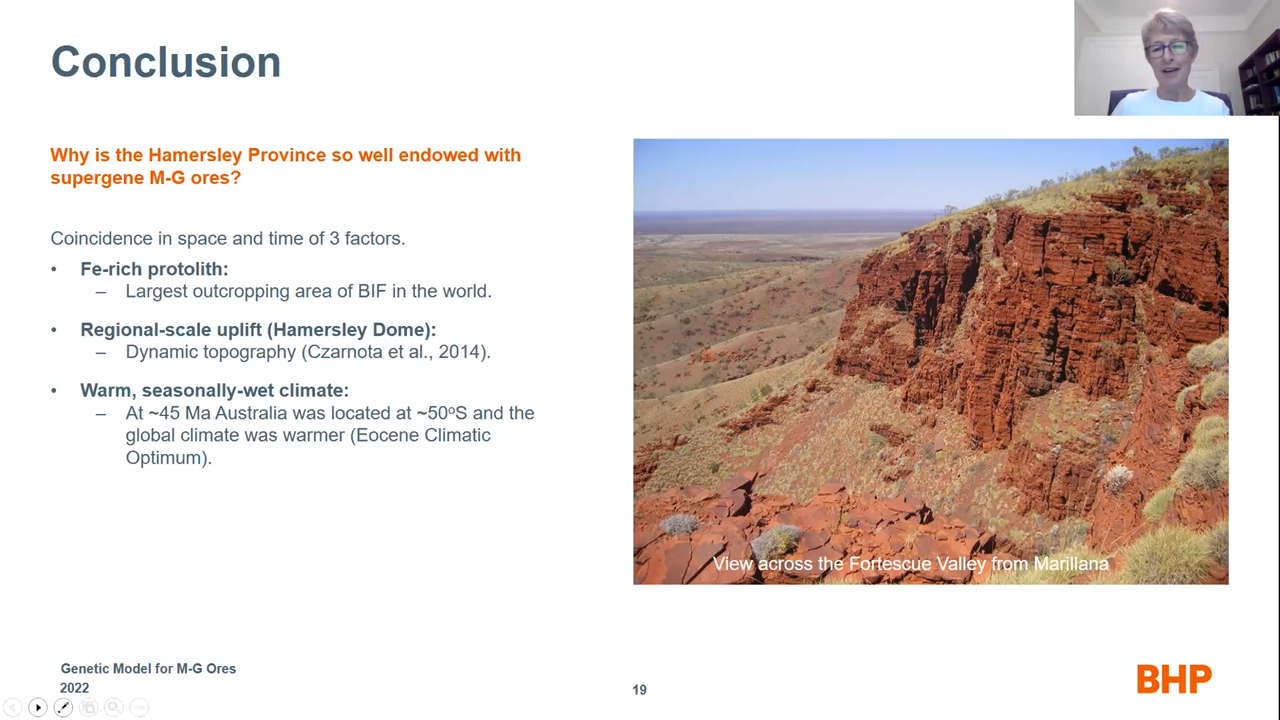 Conclusion
Why is the Hamersley Province so well endowed with
supergene M-G ores?
Coincidence in space and time of 3 factors.
• Fe-rich protolith:
– Largest outcropping area of BIF in the world.
• Regional-scale uplift (Hamersley Dome):
– Dynamic topography (Czarnota et al., 2014).
• Warm, seasonally-wet climate:
– At ~45 Ma Australia was located at ~50ºS and the
global climate was warmer (Eocene Climatic
Optimum).
View across the Fortescue Valley from Marillana
Genetic Model for M-G Ores
2022
19
BHP